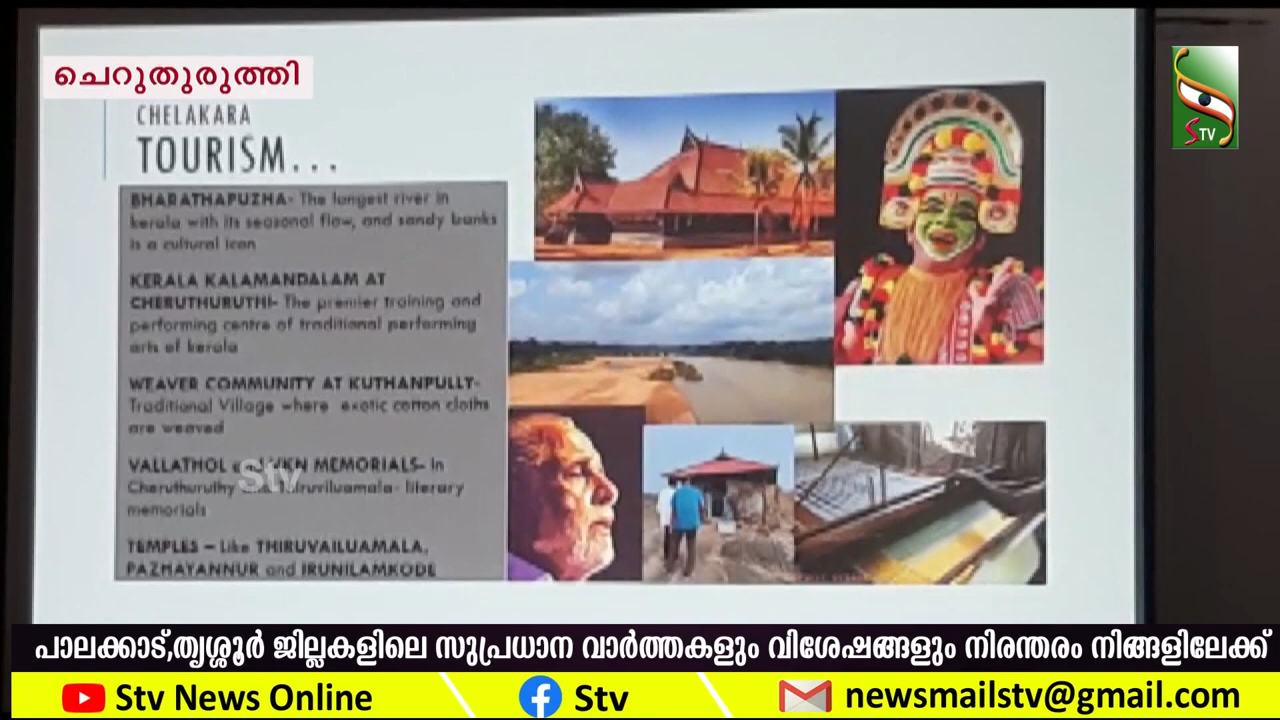 ചെറുതുരുത്തി
STV
CHELAKARA
TOURISM...
BHARATHAPUZHA- The longest river in
kerala with its seasonal flow, and sandy banks
is a cultural icon
KERALA KALAMANDALAM AT
CHERUTHURUTHI- The premier training and
performing centre of traditional performing
arts of kerala
WEAVER COMMUNITY AT KUTHANPULLY-
Traditional Village where exotic cotton cloths
are weaved
VALLATHOL VKN MEMORIALS- In
Cheruthuruthy
literary
memorials
Stv
TEMPLES – Like THIRUVAILUAMALA,
PAZHAYANNUR and IRUNILAMKODE
പാലക്കാട്,തൃശ്ശൂർ ജില്ലകളിലെ സുപ്രധാന വാർത്തകളും വിശേഷങ്ങളും നിരന്തരം നിങ്ങളിലേക്ക്
Stv News Online
Stv
newsmailstv@gmail.com